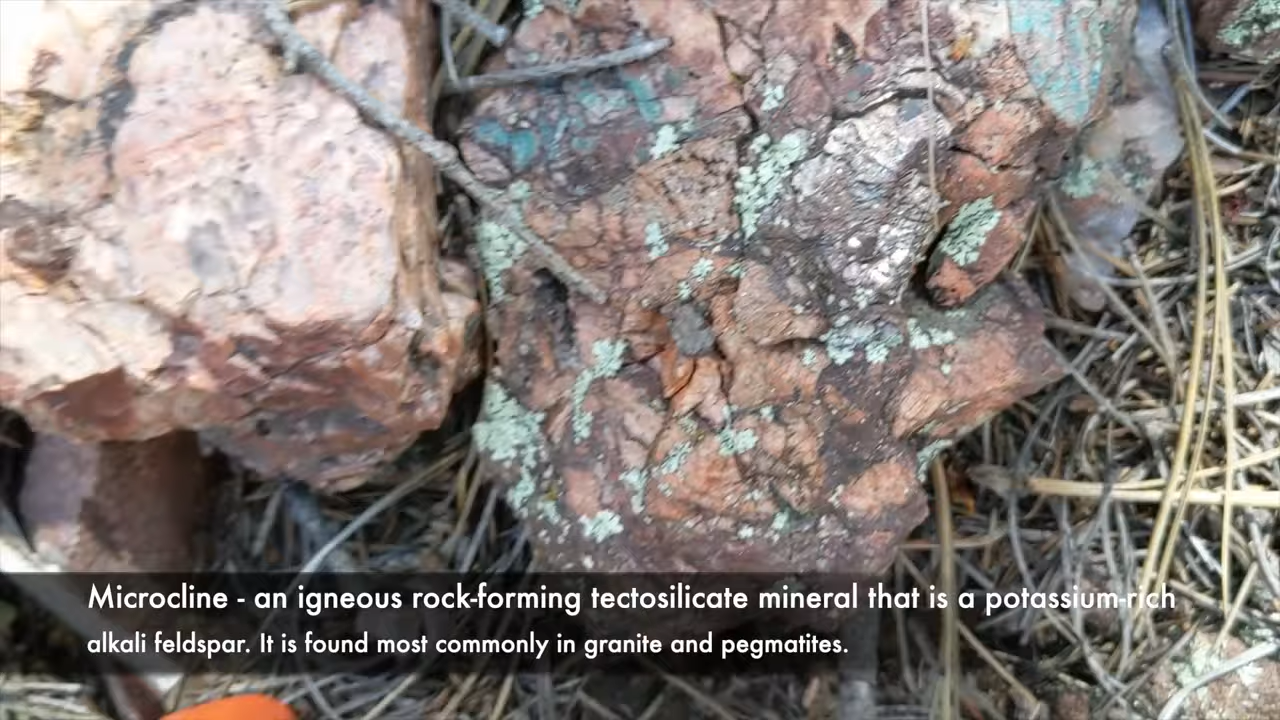 Microcline - an igneous rock-forming tectosilicate mineral that is a potassium-rich
alkali feldspar. It is found most commonly in granite and pegmatites.